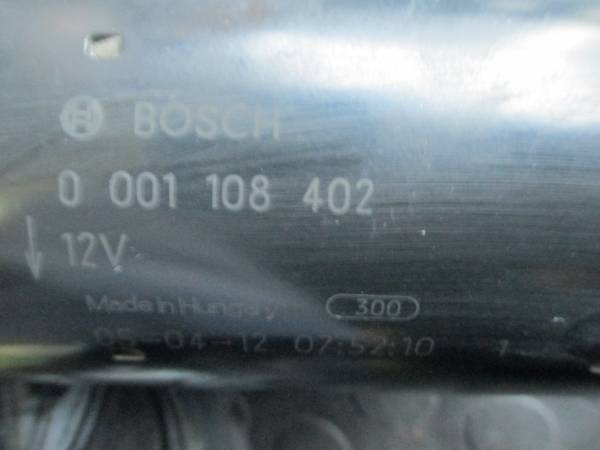 BOSCH
0 001 108 402
12V
Made in Hungary 300
05-04-12 07:52:10